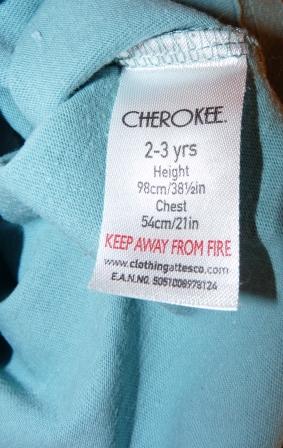 CHEROKEE.
2-3 yrs
Height
98cm/38½in
Chest
54cm/21in
KEEP AWAY FROM FIRE
www.clothingattesco.com
E.A.N.NO. 5051008978124